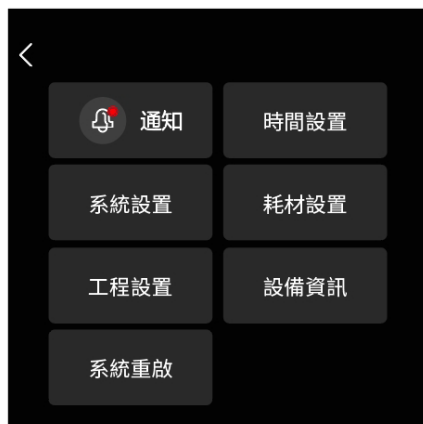 通知
時間設置
系統設置
耗材設置
工程設置
設備資訊
系統重啟